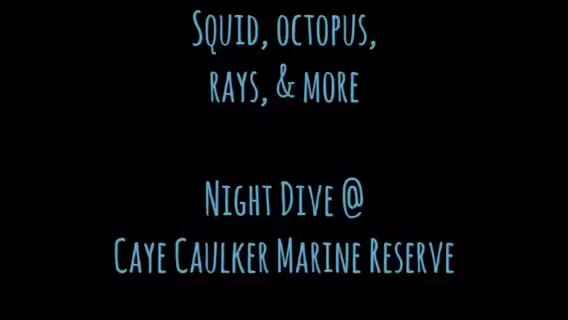 Squid, octopus,
rays, & more
Night Dive @
Caye Caulker Marine Reserve